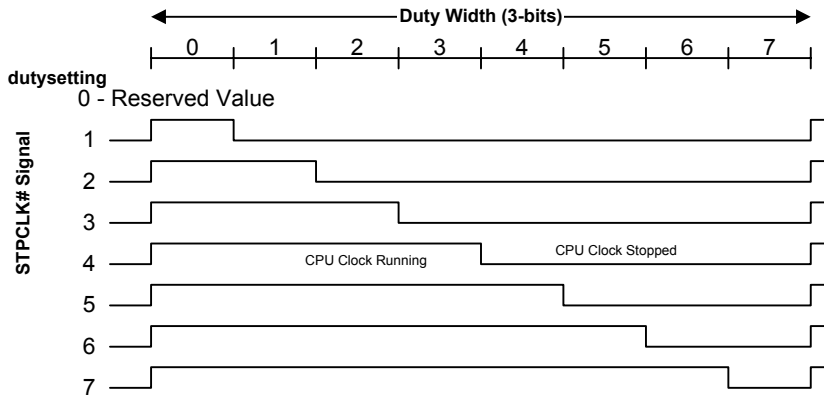 Duty Width (3-bits)
0 1 2 3 4 5 6 7
dutysetting
0 - Reserved Value
STPCLK# Signal
1
2
3
4 CPU Clock Running CPU Clock Stopped
5
6
7